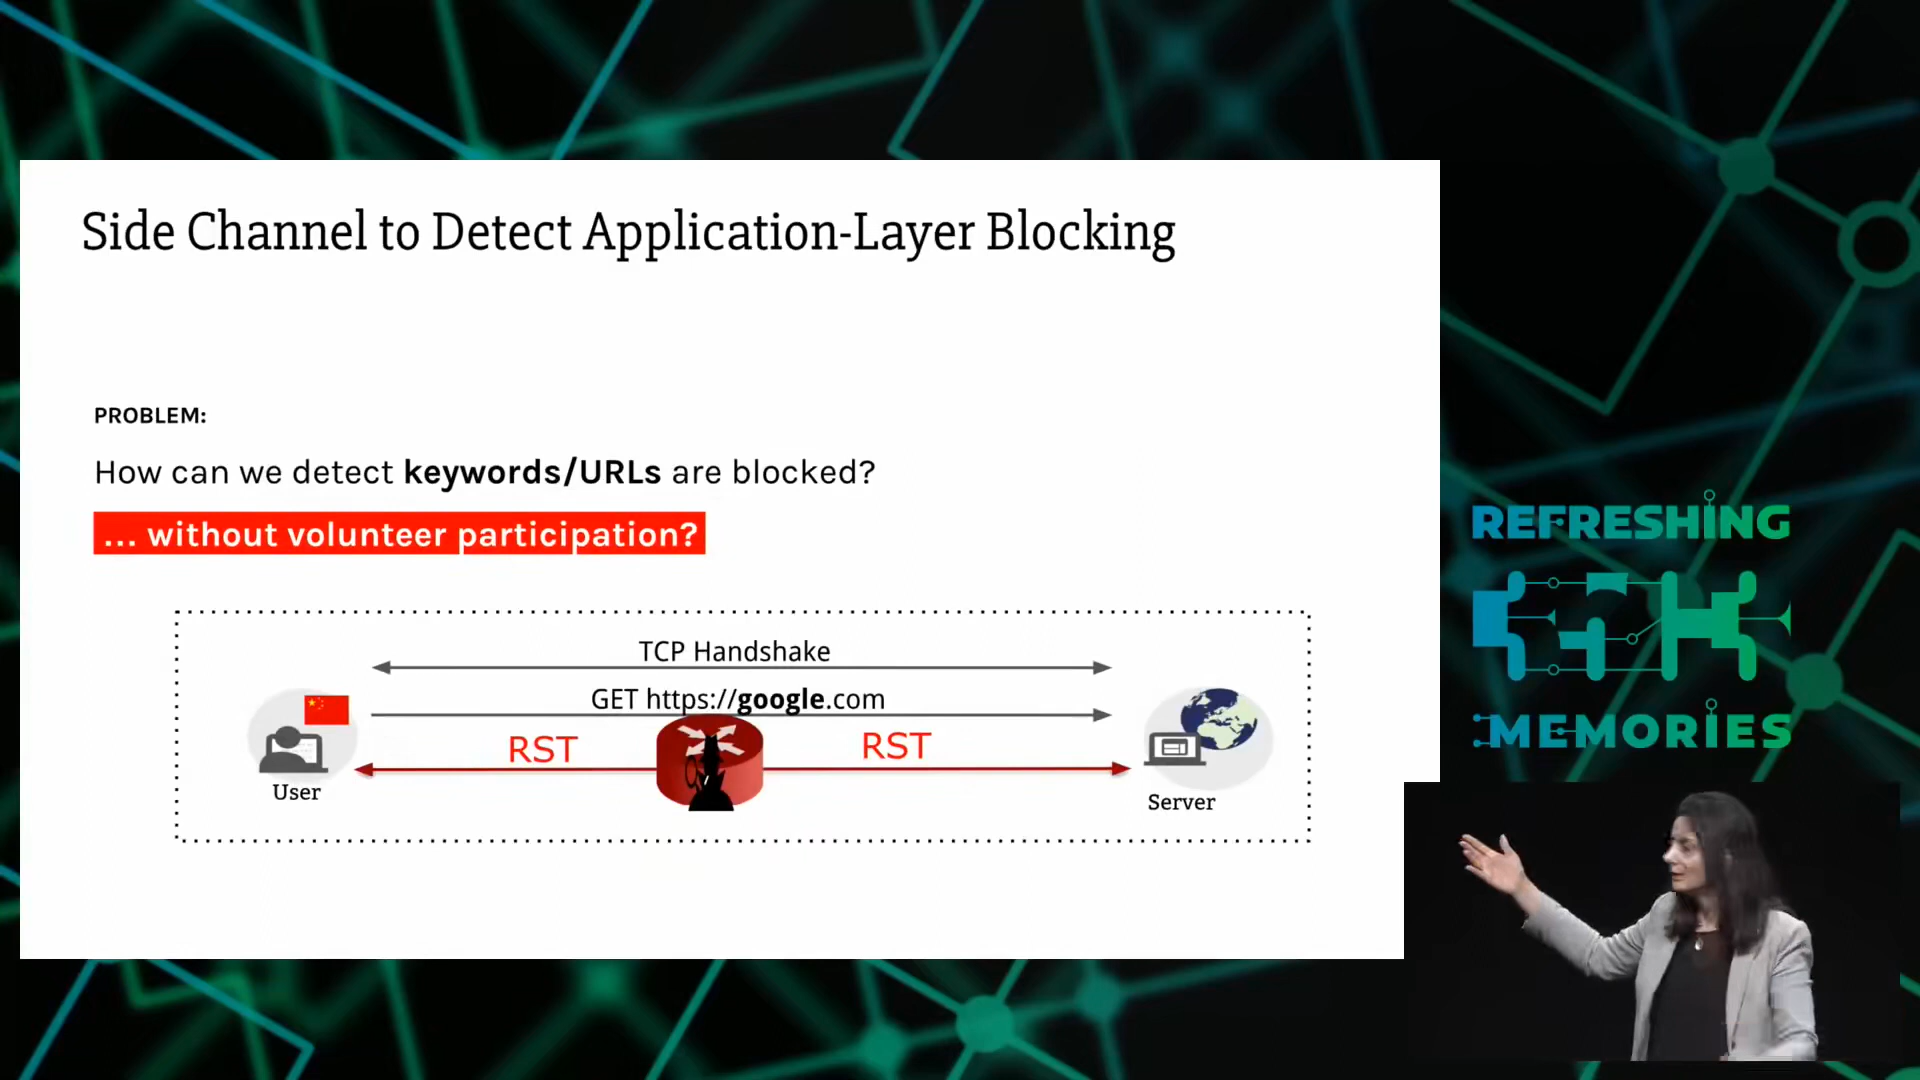 Side Channel to Detect Application-Layer Blocking
PROBLEM:
How can we detect keywords/URLs are blocked?
... without volunteer participation?
TCP Handshake
GET https://google.com
RST
RST
User
Server
REFRESHING
MEMORIES